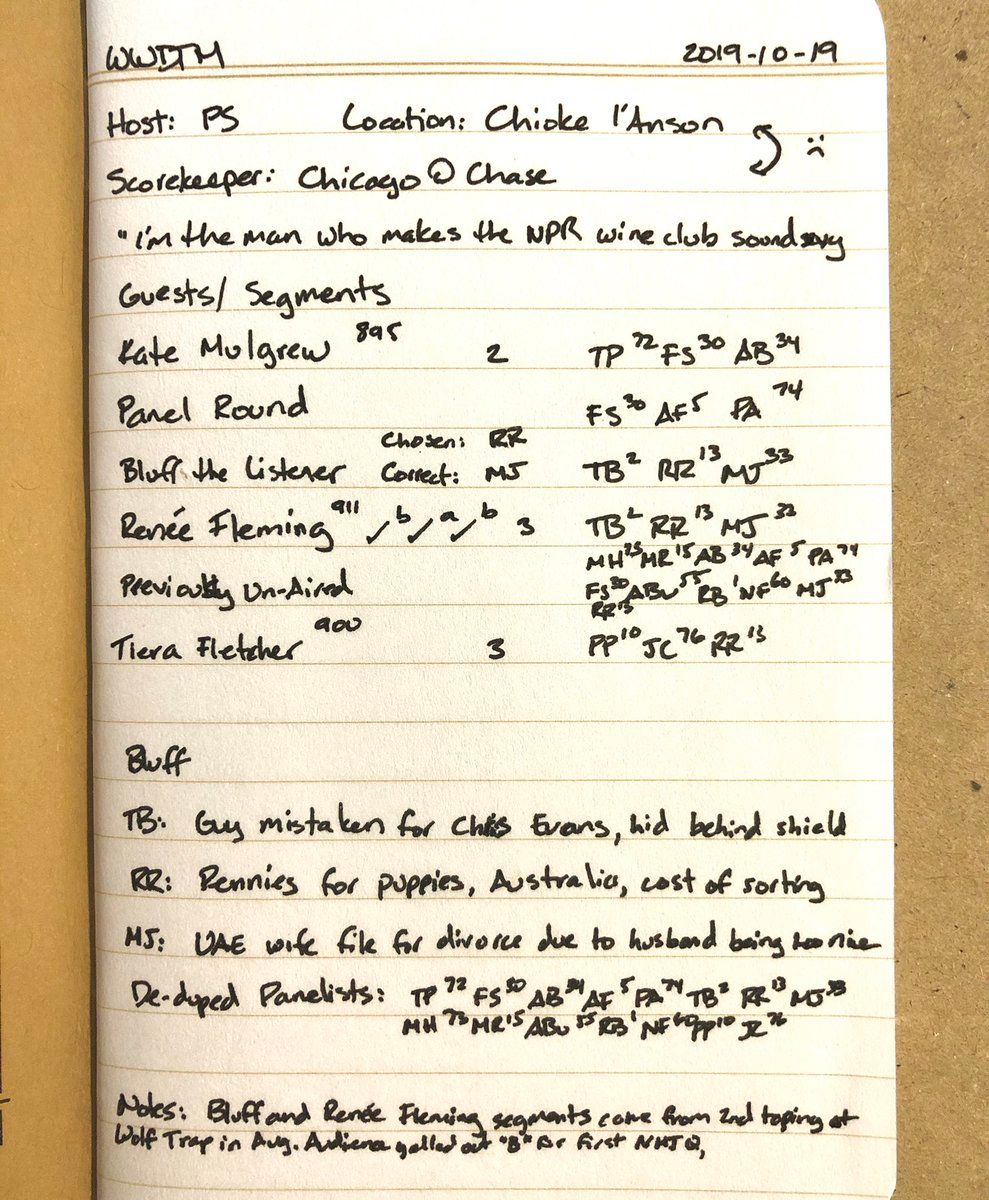 WWDTM 2019-10-19
Host: PS Location: Chioke I'Anson
Scorekeeper: Chicago @ Chase
"I'm the man who makes the NPR wine club sound sexy
Guests/ Segments
Kate Mulgrew 895 2 TP 72 FS 30 AB 34
Panel Round FS 30 AF 5 PA 74
Chosen: RR
Bluff the Listener Correct: MJ TB 2 RR 13 MJ 33
Renée Fleming 911 ✓ b ✓ a ✓ b 3 TB 2 RR 13 MJ 33
MH 75 MR 15 AB 34 AF 5 PA 74
Previously Un-Aired FS 30 ABu 55 RB 1 NF 60 MJ 33
RR 13
Tiera Fletcher 900 3 PP 10 JC 76 RR 13
Bluff
TB: Guy mistaken for Chris Evans, hid behind shield
RR: Pennies for puppies, Australia, cost of sorting
MJ: UAE wife file for divorce due to husband being too nice
De-duped Panelists: TP 72 FS 30 AB 34 AF 5 PA 74 TB 2 RR 13 MJ 33
MH 73 MR 15 ABu 55 RB 1 NF 60 PP 10 JC 76
Notes: Bluff and Renée Fleming segments come from 2nd taping at
Wolf Trap in Aug. Audience yelled out "B" for first NMJ Q,